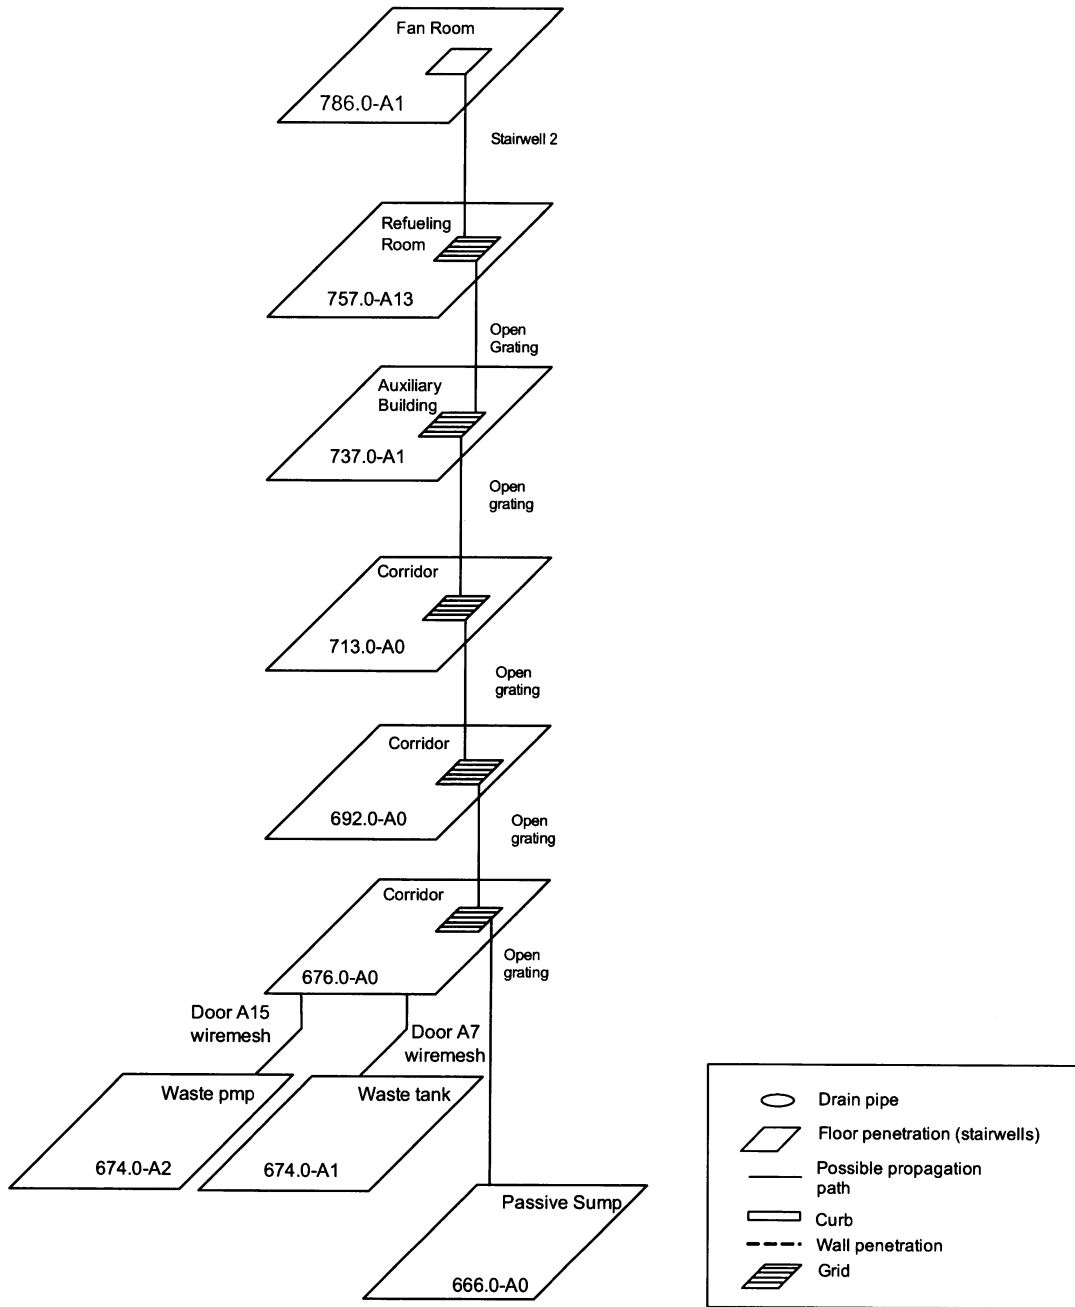 Fan Room
786.0-A1
Stairwell 2
Refueling
Room
757.0-A13
Open
Grating
Auxiliary
Building
737.0-A1
Open
grating
Corridor
713.0-A0
Open
grating
Corridor
692.0-A0
Open
grating
Corridor
676.0-A0
Open
grating
Door A15
wiremesh
Door A7
wiremesh
Waste pmp
674.0-A2
Waste tank
674.0-A1
Passive Sump
666.0-A0
Drain pipe
Floor penetration (stairwells)
Possible propagation
path
Curb
Wall penetration
Grid